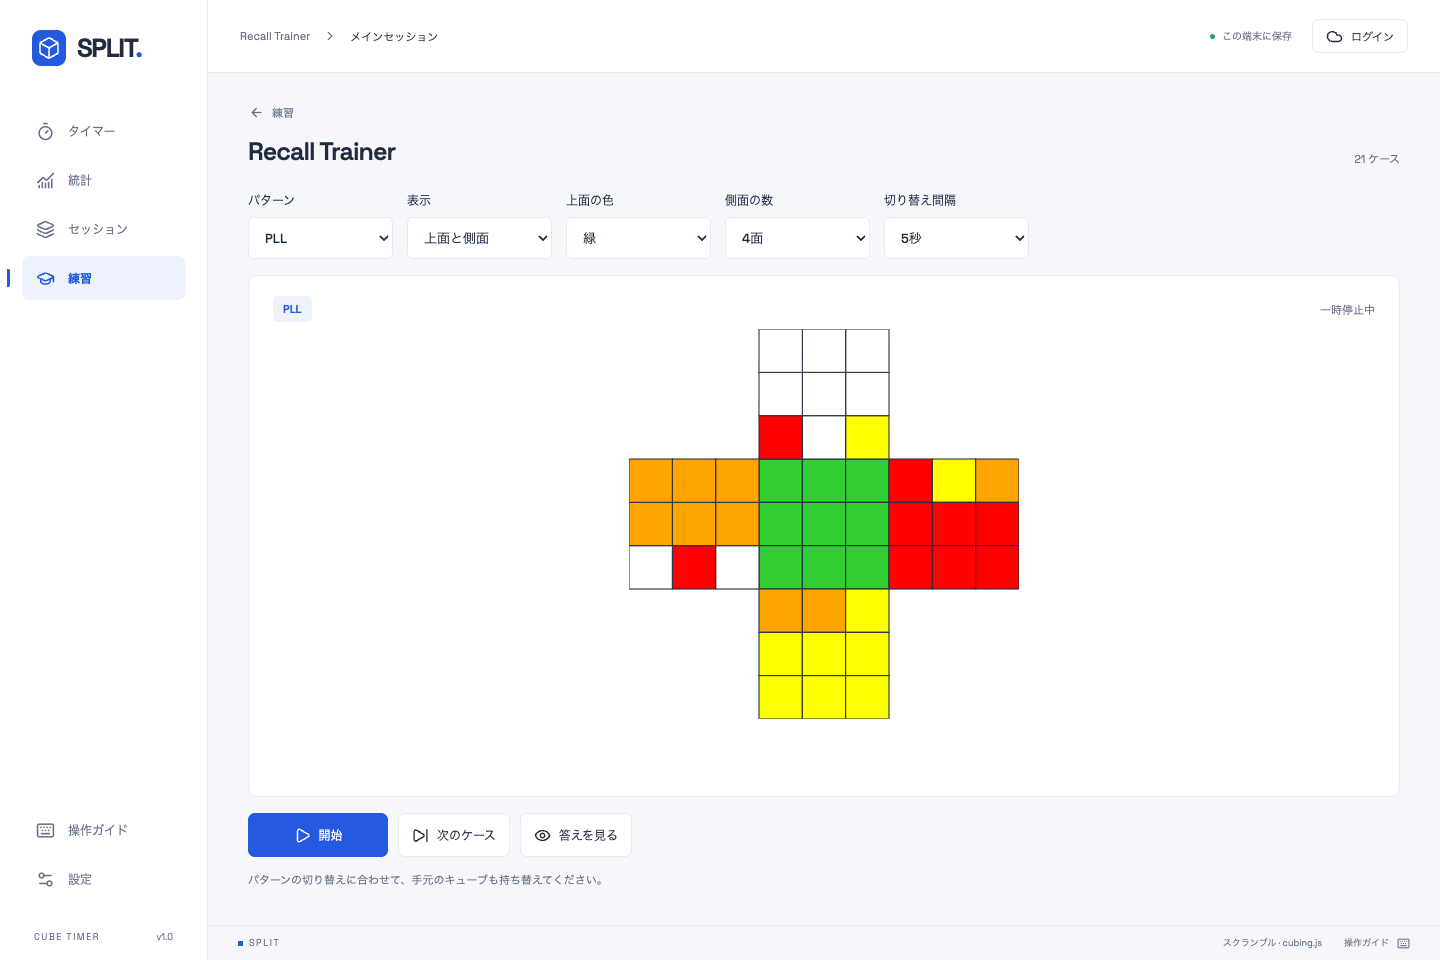 SPLIT.
タイマー
統計
セッション
練習
操作ガイド
設定
CUBE TIMER v1.0
Recall Trainer メインセッション
この端末に保存
ログイン
練習
Recall Trainer
21 ケース
パターン 表示 上面の色 側面の数 切り替え間隔
PLL 上面と側面 緑 4面 5秒
PLL
一時停止中
開始 次のケース 答えを見る
パターンの切り替えに合わせて、手元のキューブも持ち替えてください。
SPLIT
スクランブル · cubing.js 操作ガイド